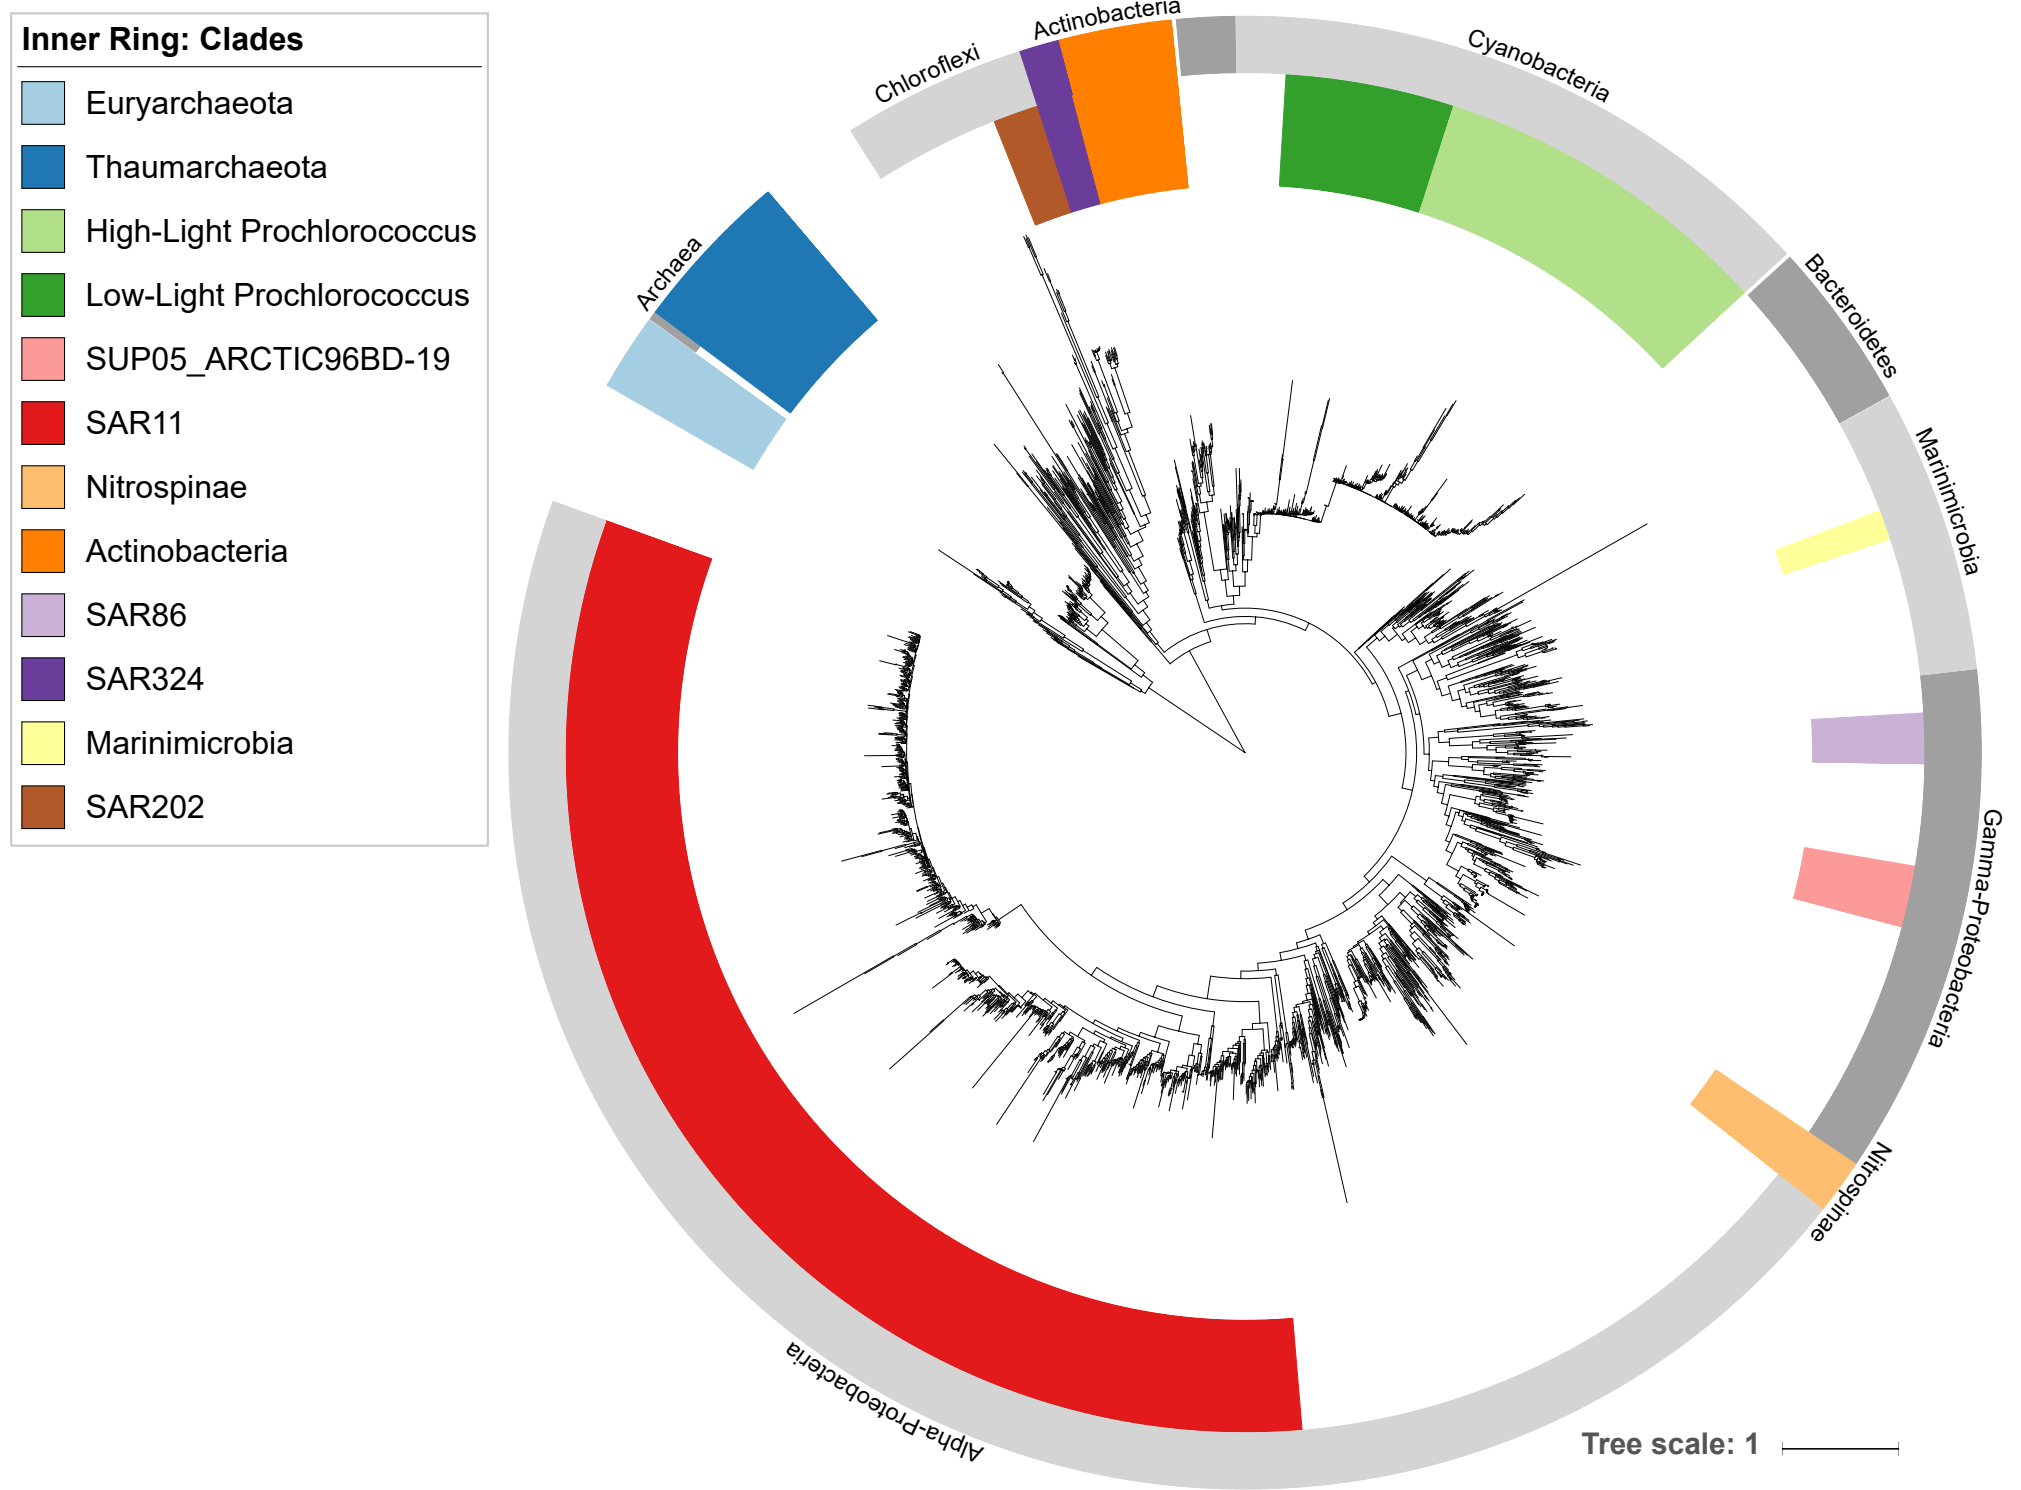 Inner Ring: Clades
Euryarchaeota
Thaumarchaeota
High-Light Prochlorococcus
Low-Light Prochlorococcus
SUP05_ARCTIC96BD-19
SAR11
Nitrospinae
Actinobacteria
SAR86
SAR324
Marinimicrobia
SAR202
Archaea
Chloroflexi
Actinobacteria
Cyanobacteria
Bacteroidetes
Marinimicrobia
Gamma-Proteobacteria
Nitrospinae
Alpha-Proteobacteria
Tree scale: 1